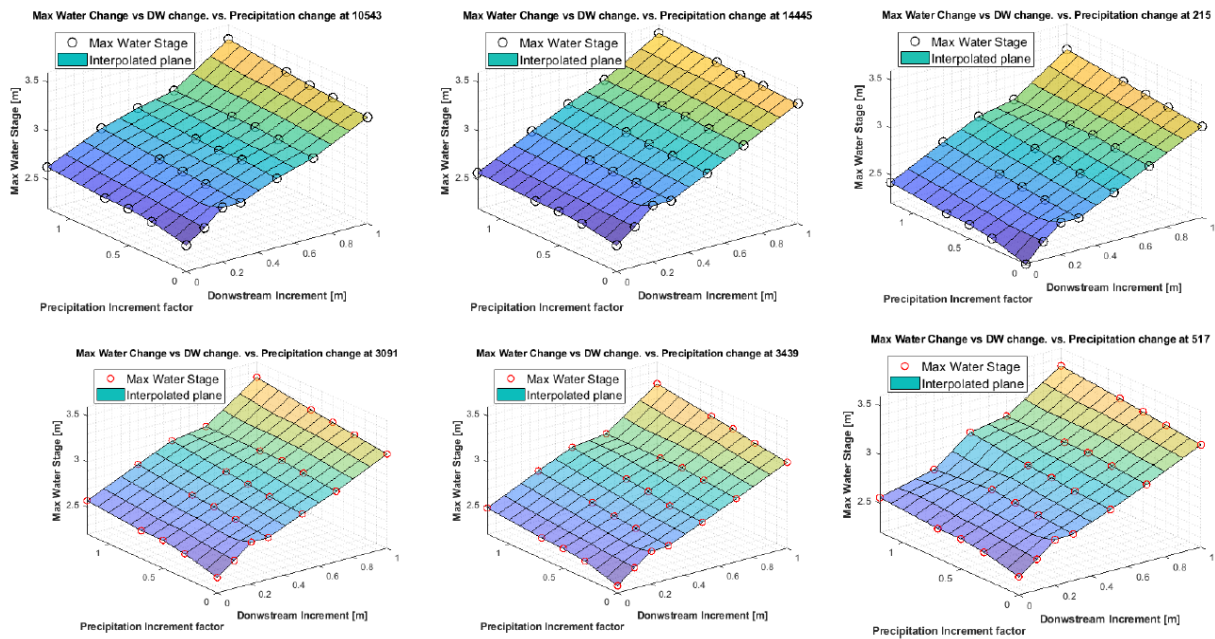 Max Water Change vs DW change. vs. Precipitation change at 10543
Max Water Stage
Interpolated plane
Max Water Stage [m]
3.5
3
2.5
1
0.5
0
0
0.2
0.4
0.6
0.8
1
Precipitation Increment factor
Donwstream Increment [m]
Max Water Change vs DW change. vs. Precipitation change at 14445
Max Water Stage
Interpolated plane
Max Water Stage [m]
3.5
3
2.5
1
0.5
0
0
0.2
0.4
0.6
0.8
1
Precipitation Increment factor
Donwstream Increment [m]
Max Water Change vs DW change. vs. Precipitation change at 215
Max Water Stage
Interpolated plane
Max Water Stage [m]
3.5
3
2.5
1
0.5
0
0
0.2
0.4
0.6
0.8
1
Precipitation Increment factor
Donwstream Increment [m]
Max Water Change vs DW change. vs. Precipitation change at 3091
Max Water Stage
Interpolated plane
Max Water Stage [m]
3.5
3
2.5
1
0.5
0
0
0.2
0.4
0.6
0.8
1
Precipitation Increment factor
Donwstream Increment [m]
Max Water Change vs DW change. vs. Precipitation change at 3439
Max Water Stage
Interpolated plane
Max Water Stage [m]
3.5
3
2.5
1
0.5
0
0
0.2
0.4
0.6
0.8
1
Precipitation Increment factor
Donwstream Increment [m]
Max Water Change vs DW change. vs. Precipitation change at 517
Max Water Stage
Interpolated plane
Max Water Stage [m]
3.5
3
2.5
1
0.5
0
0
0.2
0.4
0.6
0.8
1
Precipitation Increment factor
Donwstream Increment [m]